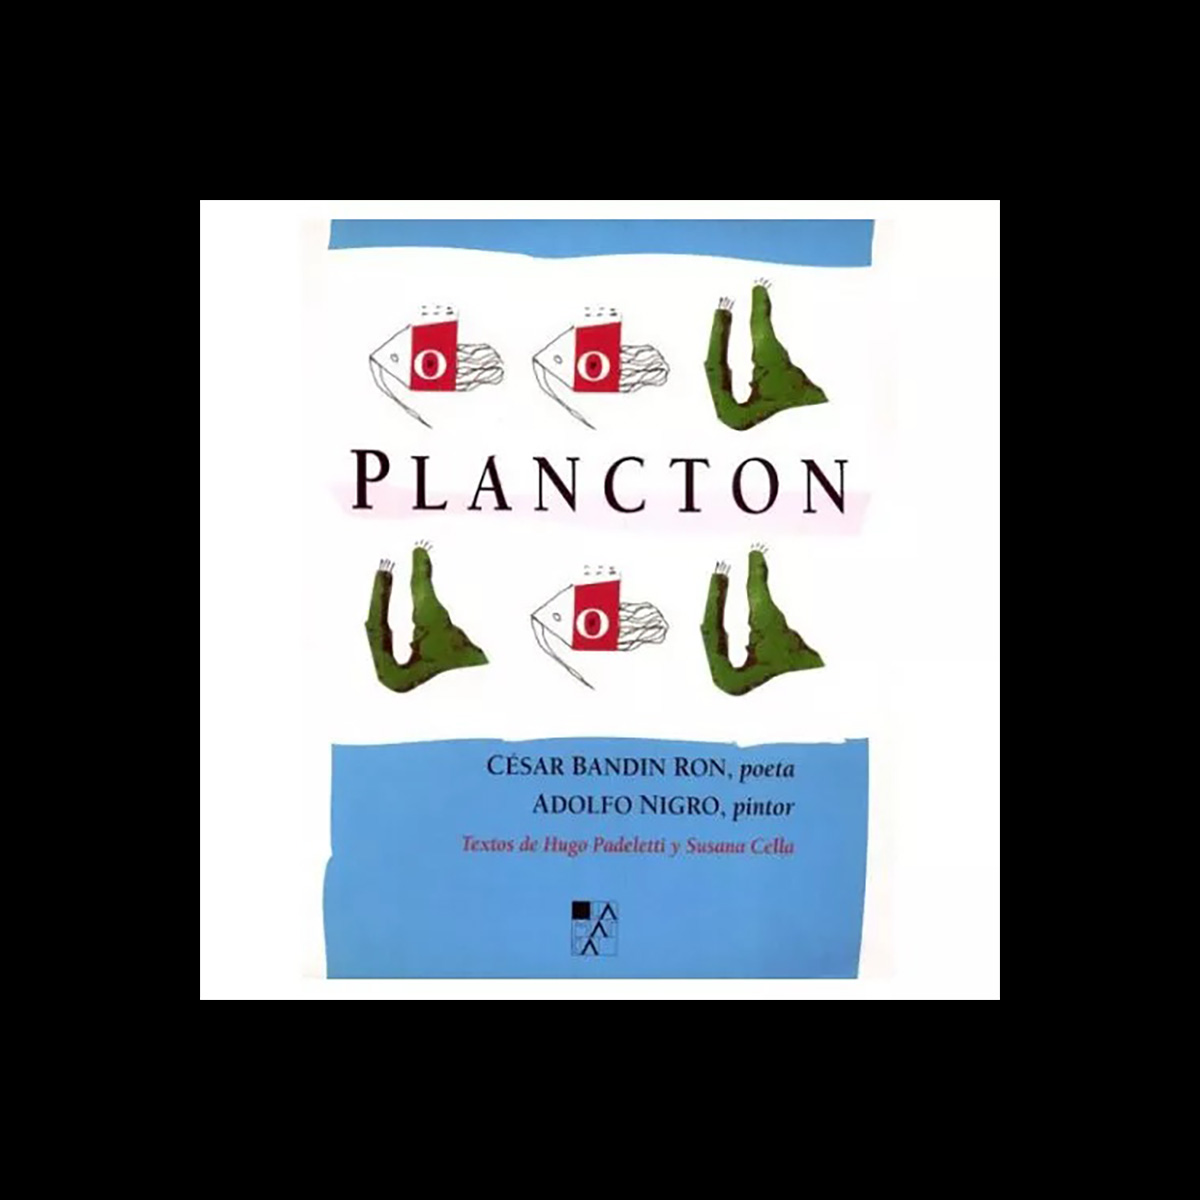 O O
PLANCTON
O
CÉSAR BANDIN RON, poeta
ADOLFO NIGRO, pintor
Textos de Hugo Padeletti y Susana Cella